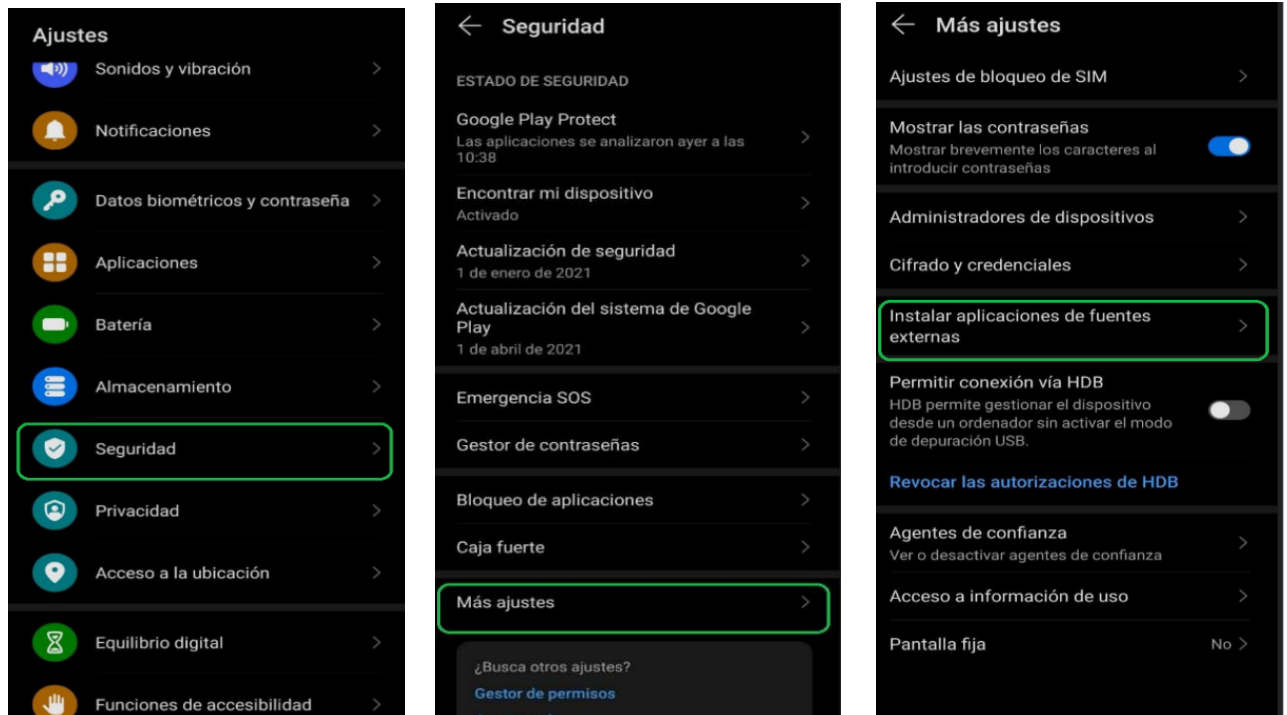 Ajustes
Sonidos y vibración
Notificaciones
Datos biométricos y contraseña
Aplicaciones
Batería
Almacenamiento
Seguridad
Privacidad
Acceso a la ubicación
Equilibrio digital
Funciones de accesibilidad
Seguridad
ESTADO DE SEGURIDAD
Google Play Protect
Las aplicaciones se analizaron ayer a las
10:38
Encontrar mi dispositivo
Activado
Actualización de seguridad
1 de enero de 2021
Actualización del sistema de Google
Play
1 de abril de 2021
Emergencia SOS
Gestor de contraseñas
Bloqueo de aplicaciones
Caja fuerte
Más ajustes
¿Busca otros ajustes?
Gestor de permisos
Más ajustes
Ajustes de bloqueo de SIM
Mostrar las contraseñas
Mostrar brevemente los caracteres al
introducir contraseñas
Administradores de dispositivos
Cifrado y credenciales
Instalar aplicaciones de fuentes
externas
Permitir conexión vía HDB
HDB permite gestionar el dispositivo
desde un ordenador sin activar el modo
de depuración USB.
Revocar las autorizaciones de HDB
Agentes de confianza
Ver o desactivar agentes de confianza
Acceso a información de uso
Pantalla fija No